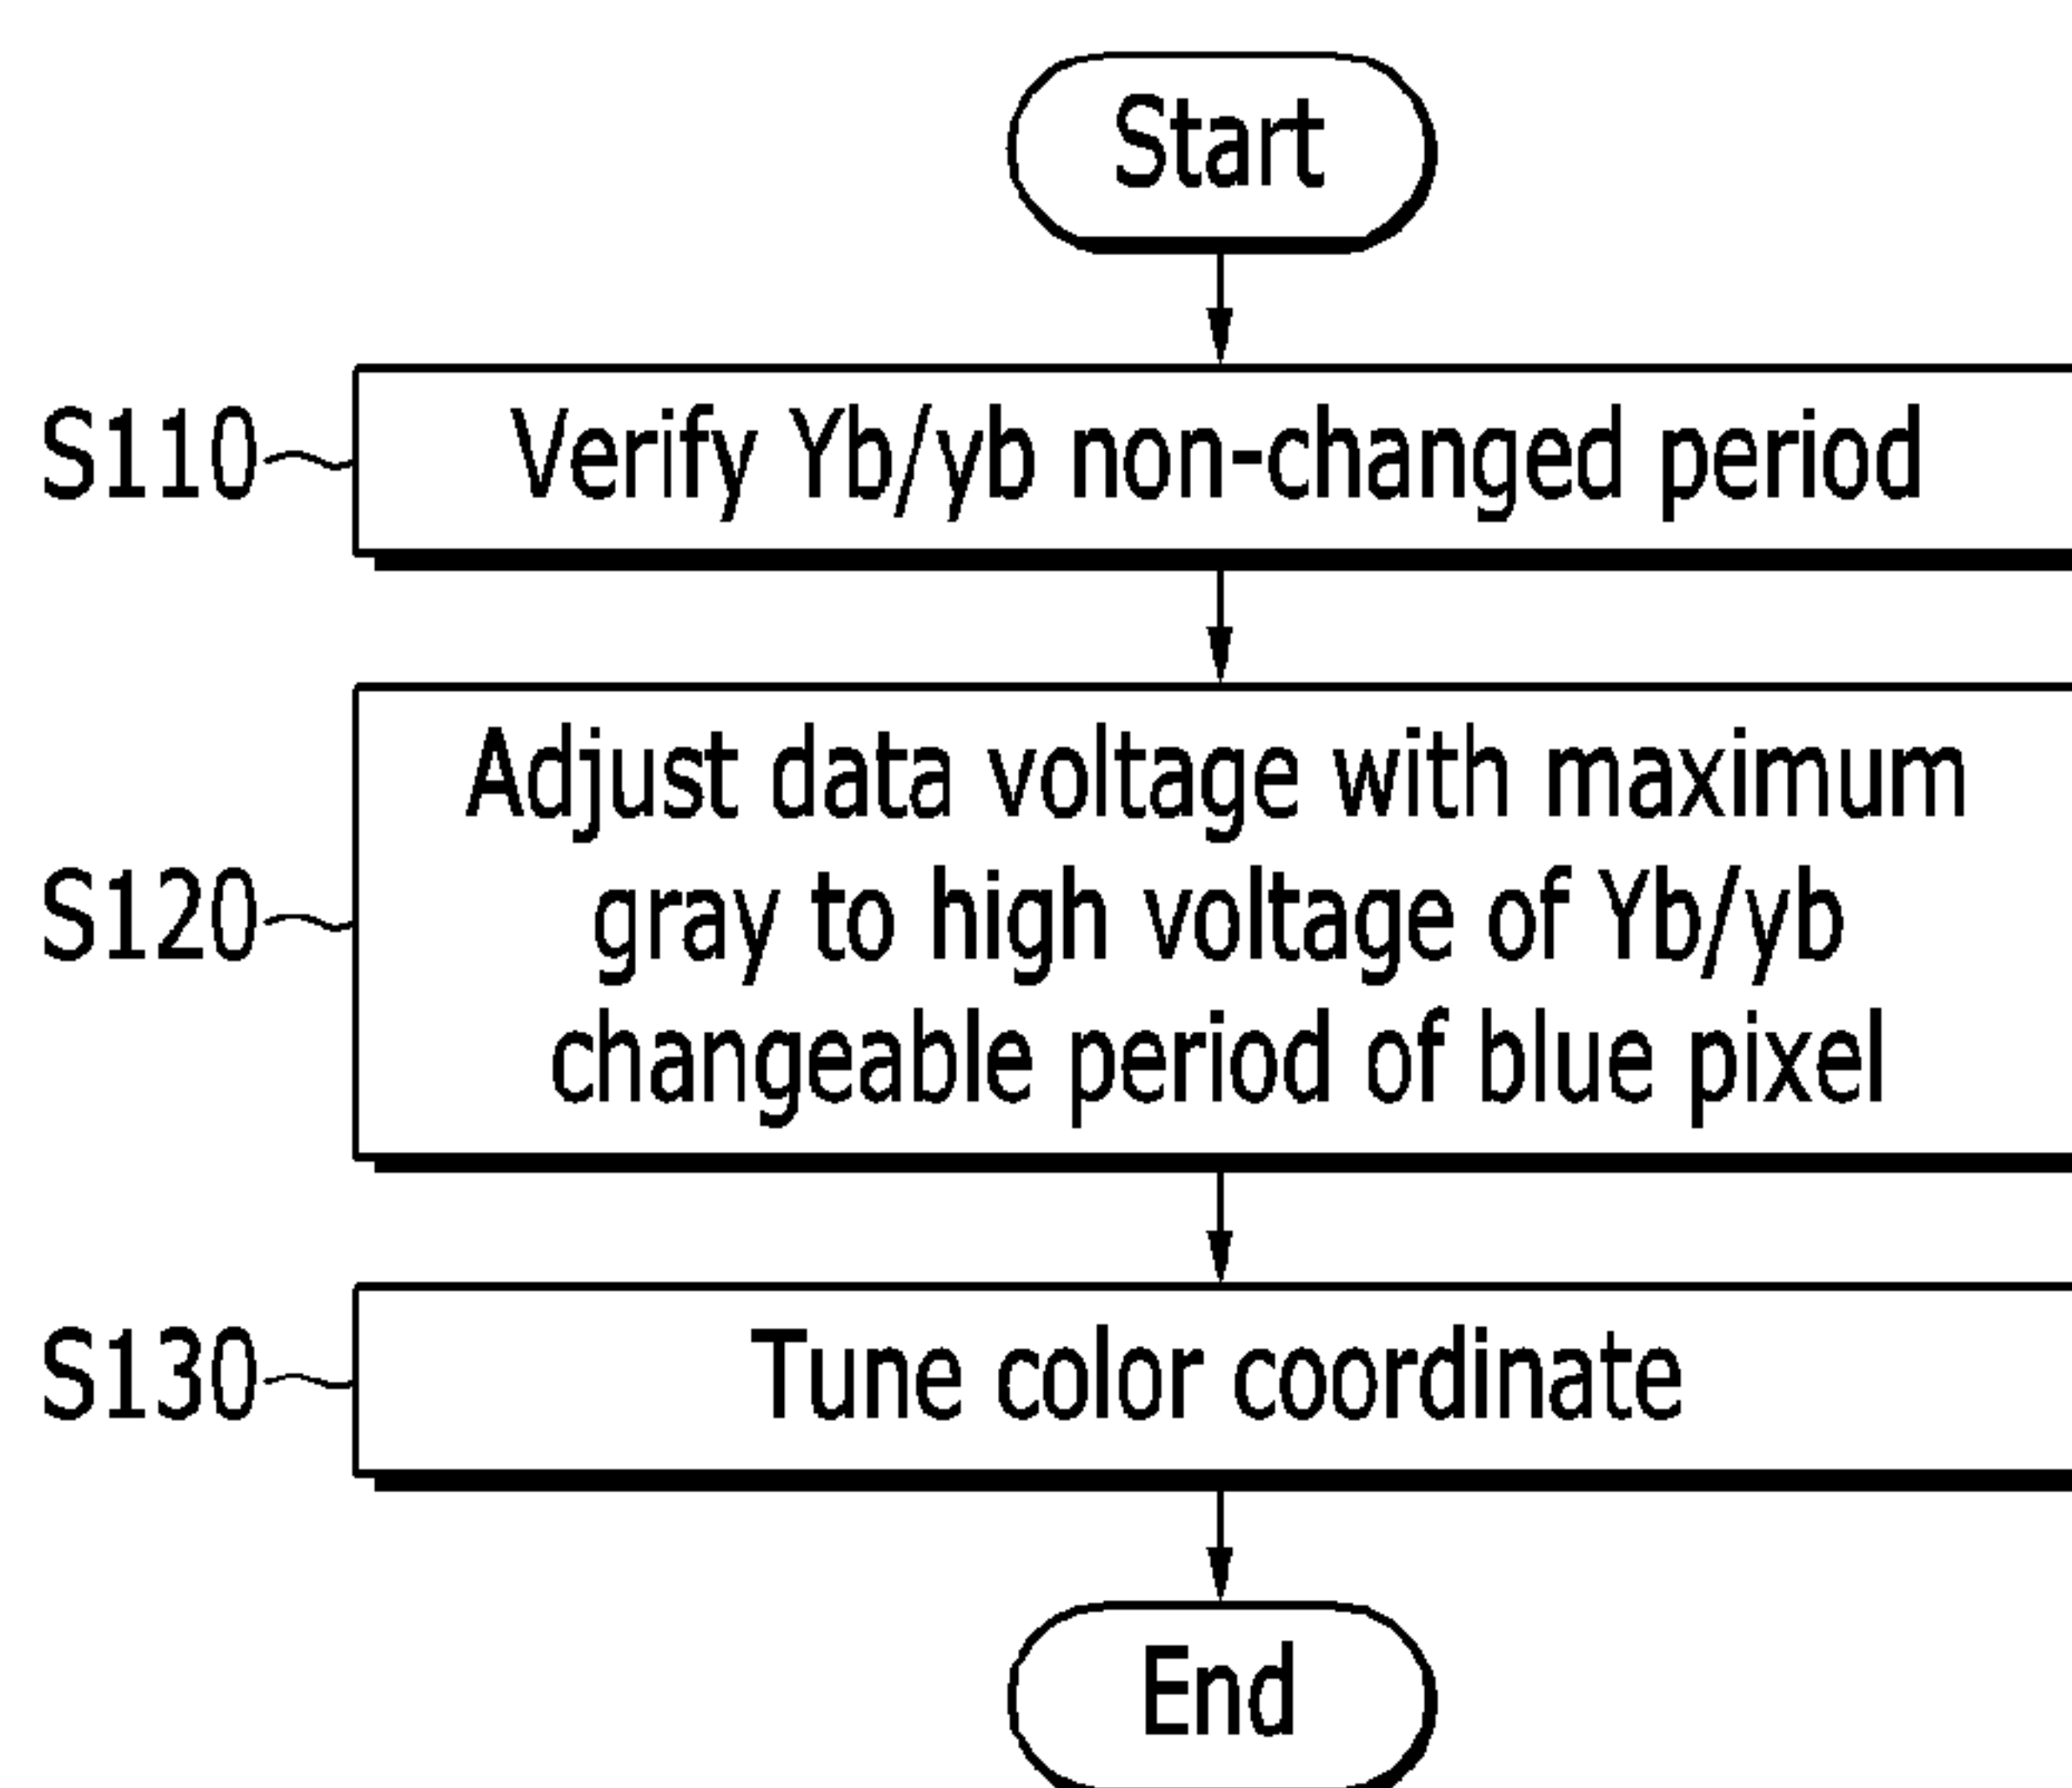 Start
S110
Verify Yb/yb non-changed period
S120
Adjust data voltage with maximum
gray to high voltage of Yb/yb
changeable period of blue pixel
S130
Tune color coordinate
End